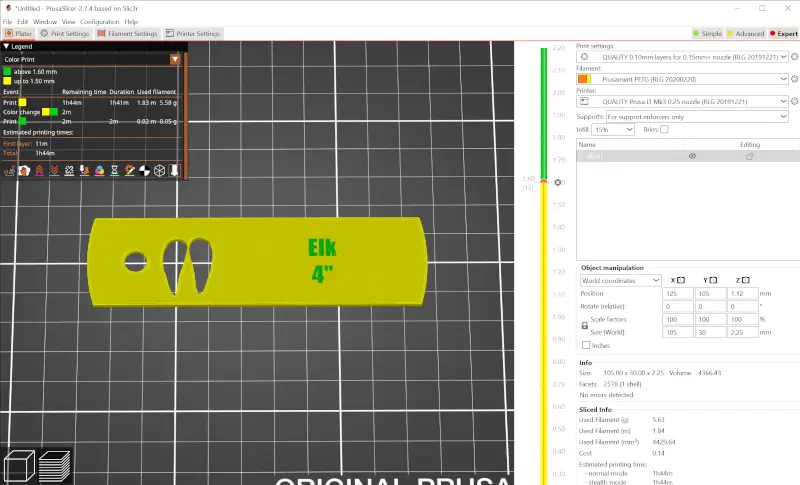 *Untitled - PrusaSlicer-2.7.4 based on Slic3r
File Edit Window View Configuration Help
Plater Print Settings Filament Settings Printer Settings Simple Advanced Expert
Legend
Color Print
above 1.60 mm
up to 1.50 mm
Event Remaining time Duration Used filament
Print 1h44m 1h41m 1.83 m 5.58 g
Color change 2m
Print 2m 2m 0.02 m 0.05 g
Estimated printing times:
First layer: 11m
Total: 1h44m
Elk
4"
ORIGINAL PRUSA
2.20
2.10
2.00
1.90
1.80
1.70
1.60
(15)
1.50
1.40
1.30
1.20
1.10
1.00
0.90
0.80
0.70
0.60
0.50
0.40
0.30
Print settings:
QUALITY 0.10mm layers for 0.15mm+ nozzle (RLG 20191221)
Filament:
Prusament PETG (RLG 20200220)
Printer:
QUALITY Prusa i3 Mk3 0.25 nozzle (RLG 20191221)
Supports: For support enforcers only
Infill: 15% Brim:
Name Editing
Object manipulation
World coordinates X Y Z
Position: 125 105 1.12 mm
Rotate (relative): 0 0 0 °
Scale factors: 100 100 100 %
Size [World]: 105 30 2.25 mm
Inches
Info
Size: 105.00 x 30.00 x 2.25 Volume: 4366.43
Facets: 2578 (1 shell)
No errors detected
Sliced Info
Used Filament (g) 5.63
Used Filament (m) 1.84
Used Filament (mm³) 4429.64
Cost 0.14
Estimated printing time:
- normal mode 1h44m
- stealth mode 1h44m